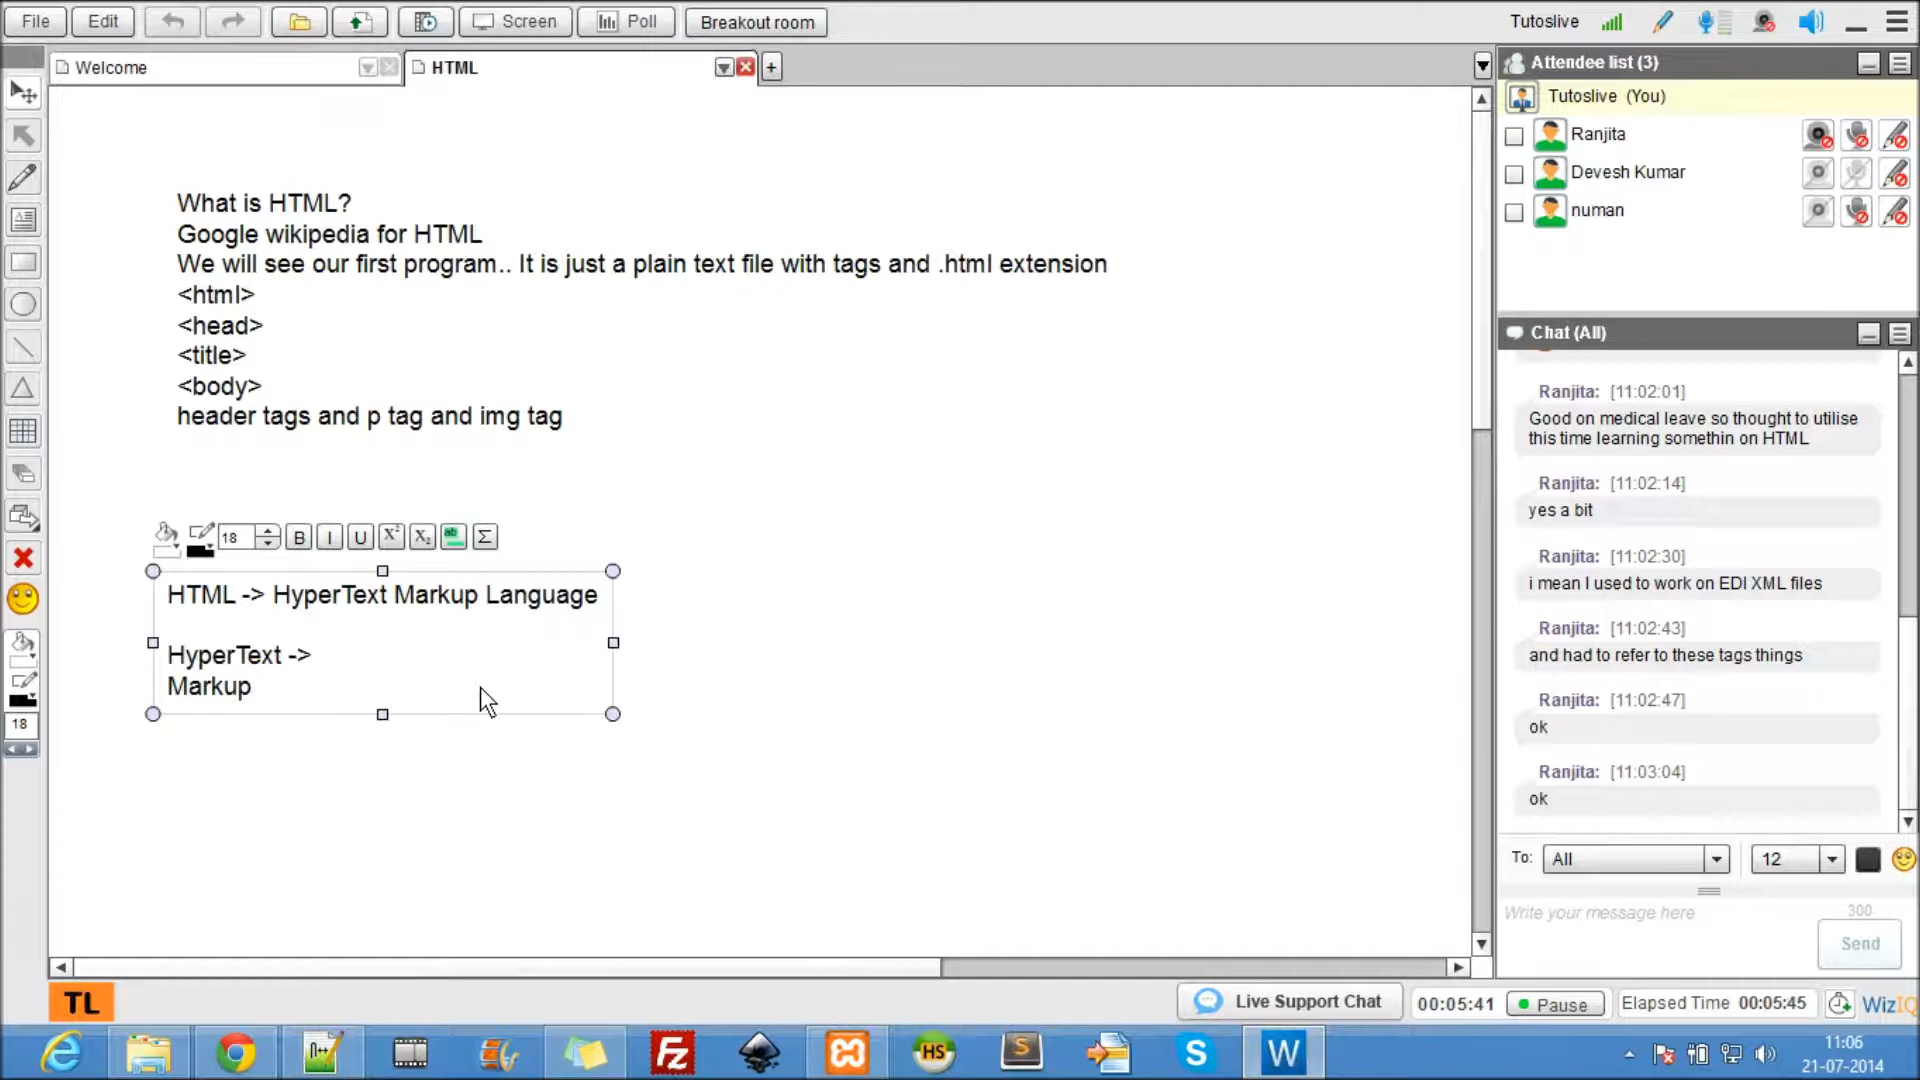 File Edit Screen Poll Breakout room Tutoslive
Welcome HTML +
What is HTML?
Google wikipedia for HTML
We will see our first program.. It is just a plain text file with tags and .html extension
<html>
<head>
<title>
<body>
header tags and p tag and img tag
18 B I U X² X₂ ab Σ
HTML -> HyperText Markup Language
HyperText ->
Markup
18
Attendee list (3)
Tutoslive (You)
Ranjita
Devesh Kumar
numan
Chat (All)
Ranjita: [11:02:01]
Good on medical leave so thought to utilise
this time learning somethin on HTML
Ranjita: [11:02:14]
yes a bit
Ranjita: [11:02:30]
i mean I used to work on EDI XML files
Ranjita: [11:02:43]
and had to refer to these tags things
Ranjita: [11:02:47]
ok
Ranjita: [11:03:04]
ok
To: All 12
Write your message here 300
Send
TL Live Support Chat 00:05:41 Pause Elapsed Time 00:05:45 WizIQ
n++ Fz HS S S W
11:06
21-07-2014